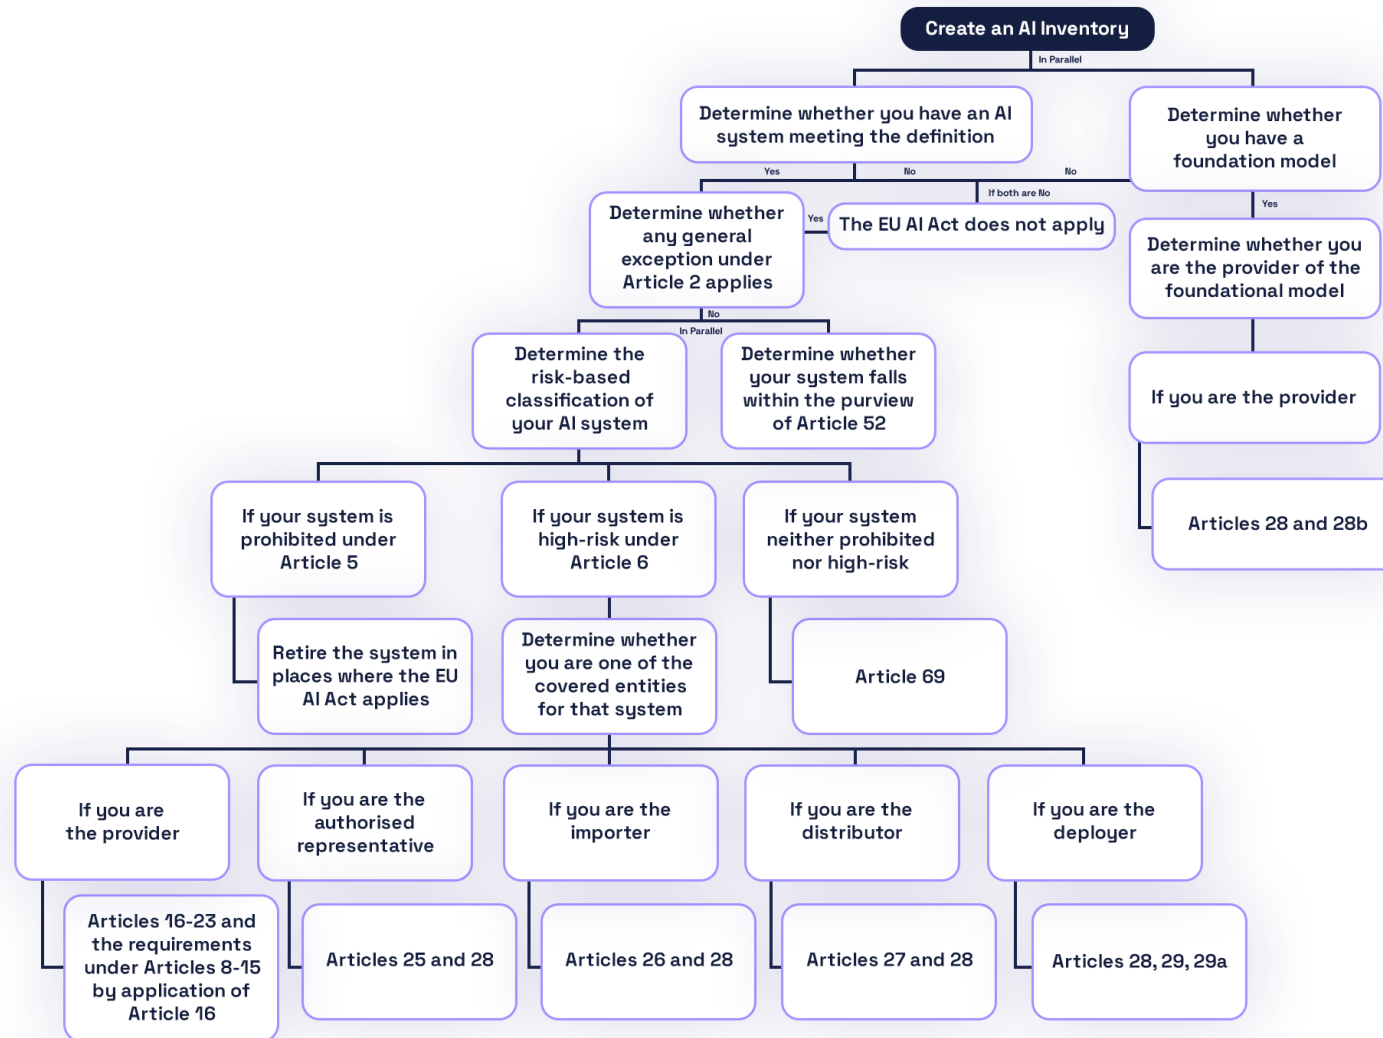 Create an AI Inventory
In Parallel
Determine whether you have an AI
system meeting the definition
Determine whether
you have a
foundation model
Yes
No
No
If both are No
Yes
Determine whether
any general
exception under
Article 2 applies
Yes
The EU AI Act does not apply
Determine whether you
are the provider of the
foundational model
No
In Parallel
Determine the
risk-based
classification of
your AI system
Determine whether
your system falls
within the purview
of Article 52
If you are the provider
Articles 28 and 28b
If your system is
prohibited under
Article 5
If your system is
high-risk under
Article 6
If your system
neither prohibited
nor high-risk
Retire the system in
places where the EU
AI Act applies
Determine whether
you are one of the
covered entities
for that system
Article 69
If you are
the provider
If you are the
authorised
representative
If you are the
importer
If you are the
distributor
If you are the
deployer
Articles 16-23 and
the requirements
under Articles 8-15
by application of
Article 16
Articles 25 and 28
Articles 26 and 28
Articles 27 and 28
Articles 28, 29, 29a